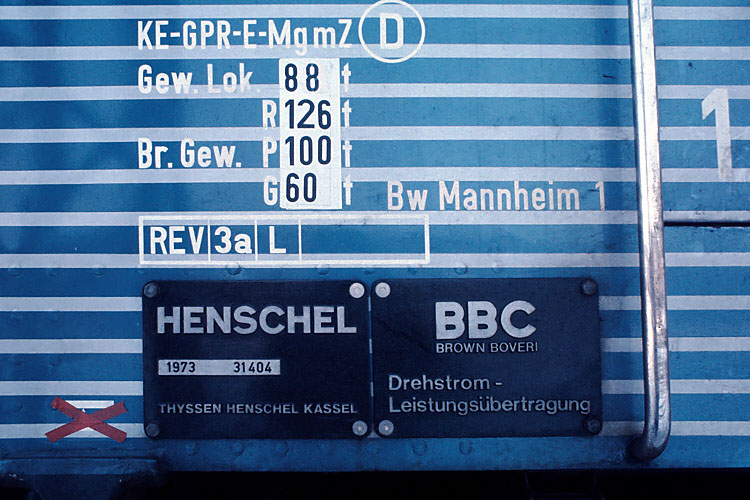 KE-GPR-E-MgmZ D
Gew. Lok. 88 t
R 126 t
Br. Gew. P 100 t
G 60 t
Bw Mannheim 1
1
REV 3a L
HENSCHEL
1973 31404
THYSSEN HENSCHEL KASSEL
BBC
BROWN BOVERI
Drehstrom-
Leistungsübertragung